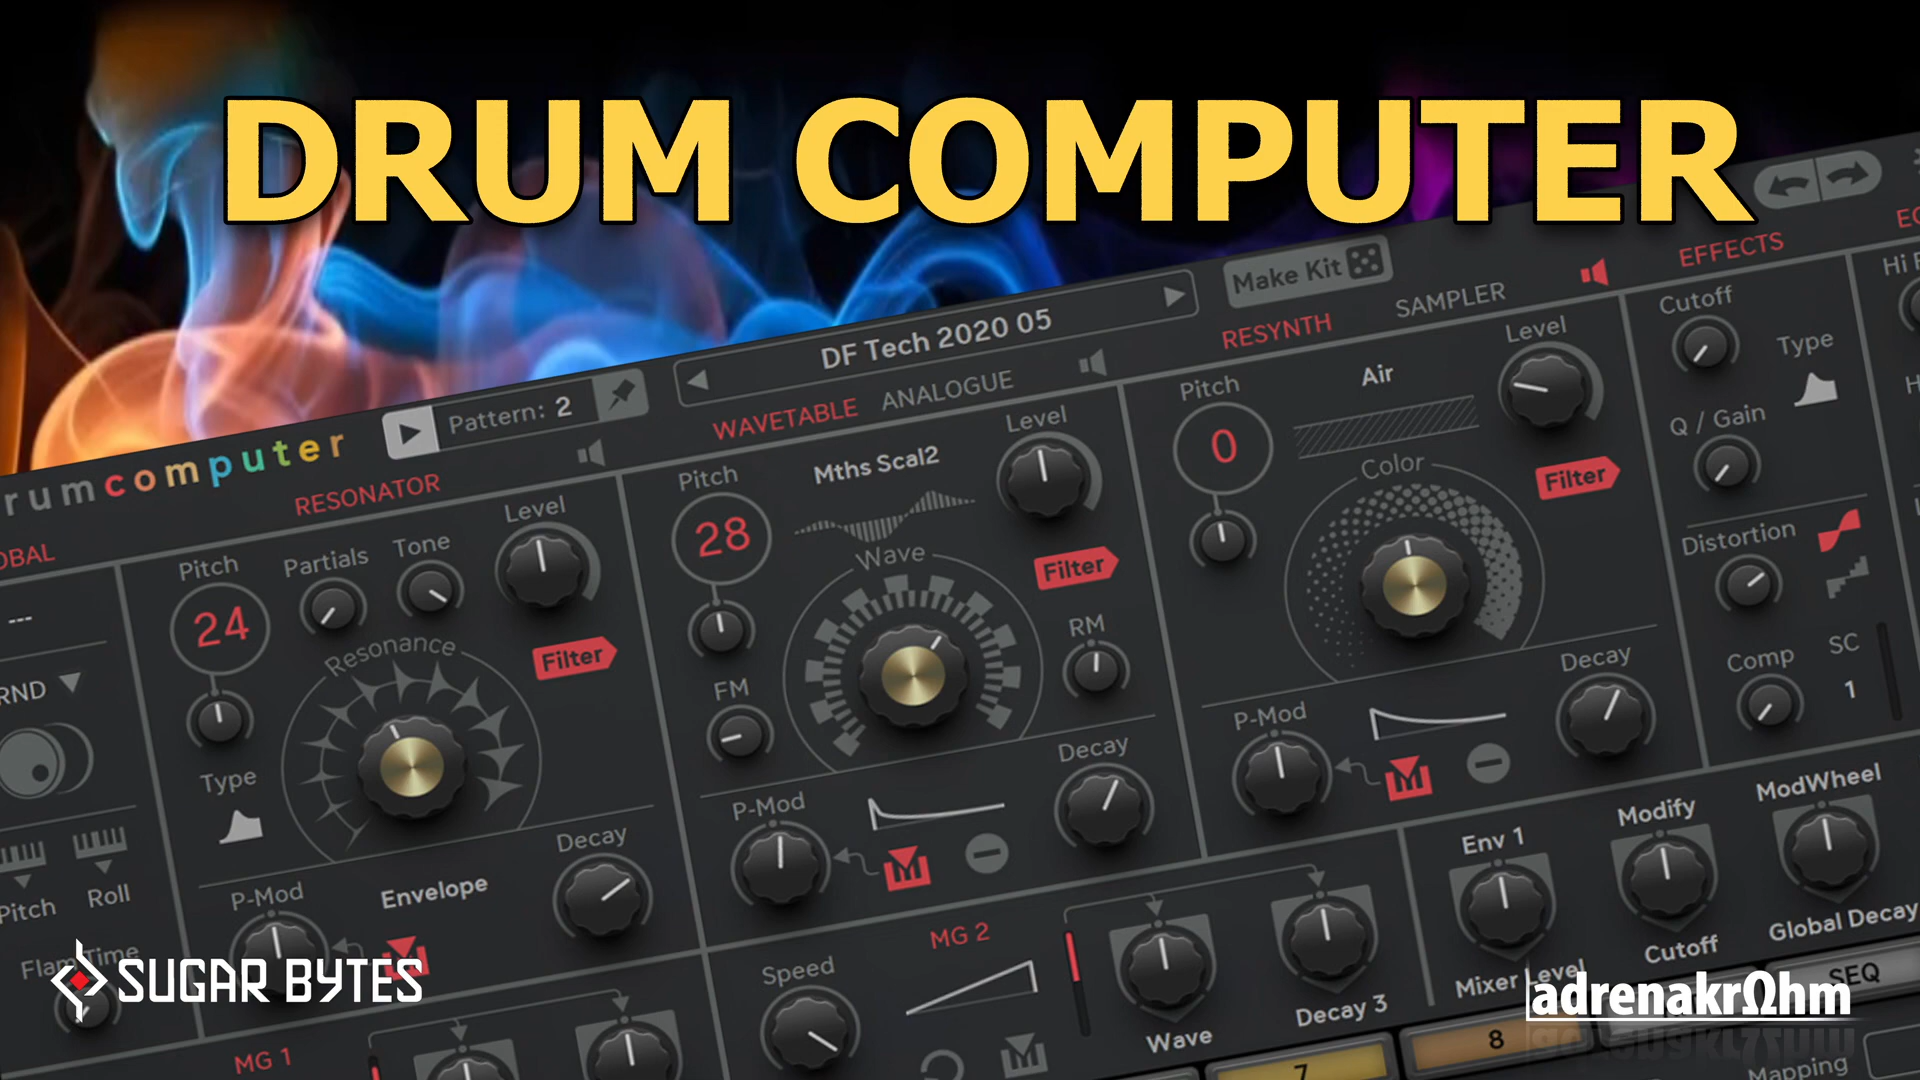 DRUM COMPUTER
rumcomputer
Pattern: 2
DF Tech 2020 05
Make Kit
OBAL
RESONATOR
WAVETABLE ANALOGUE
RESYNTH SAMPLER
EFFECTS
EQ
---
RND
Pitch
Roll
Flam Time
Pitch
24
Partials
Tone
Level
Resonance
Filter
Type
P-Mod
Envelope
Decay
Pitch
28
Mths Scal2
Level
Wave
Filter
FM
RM
P-Mod
Decay
Pitch
0
Air
Level
Color
Filter
P-Mod
Decay
Cutoff
Type
Q / Gain
Distortion
Comp
SC
1
Hi
MG 1
MG 2
Speed
Wave
Decay 3
Env 1
Mixer Level
Modify
Cutoff
ModWheel
Global Decay
SEQ
7
8
Mapping
SUGAR BYTES
adrenakrΩhm